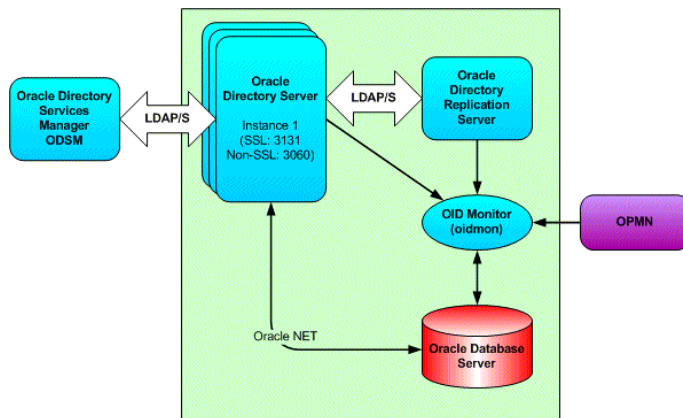 Oracle Directory
Services
Manager
ODSM
LDAP/S
Oracle
Directory Server
Instance 1
(SSL: 3131
Non-SSL: 3060)
LDAP/S
Oracle
Directory
Replication
Server
OID Monitor
(oidmon)
OPMN
Oracle NET
Oracle Database
Server